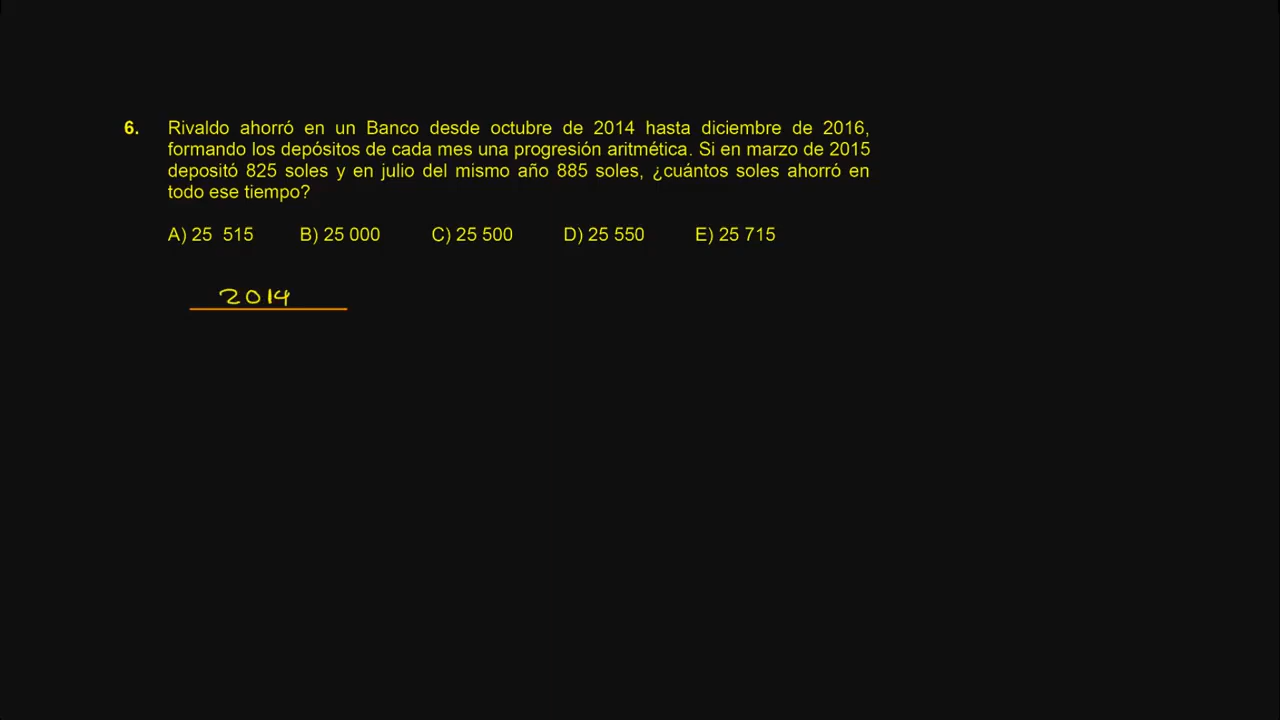 6. Rivaldo ahorró en un Banco desde octubre de 2014 hasta diciembre de 2016,
formando los depósitos de cada mes una progresión aritmética. Si en marzo de 2015
depositó 825 soles y en julio del mismo año 885 soles, ¿cuántos soles ahorró en
todo ese tiempo?
A) 25 515 B) 25 000 C) 25 500 D) 25 550 E) 25 715
2014